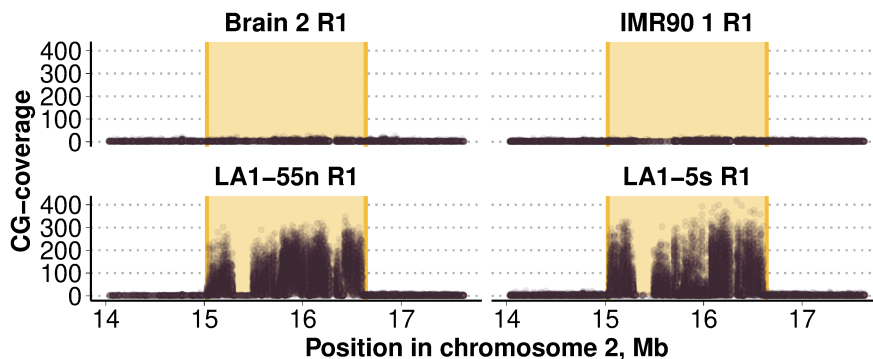 Brain 2 R1
IMR90 1 R1
400
300
200
100
0
LA1−55n R1
LA1−5s R1
400
300
200
100
0
CG−coverage
14 15 16 17
14 15 16 17
Position in chromosome 2, Mb